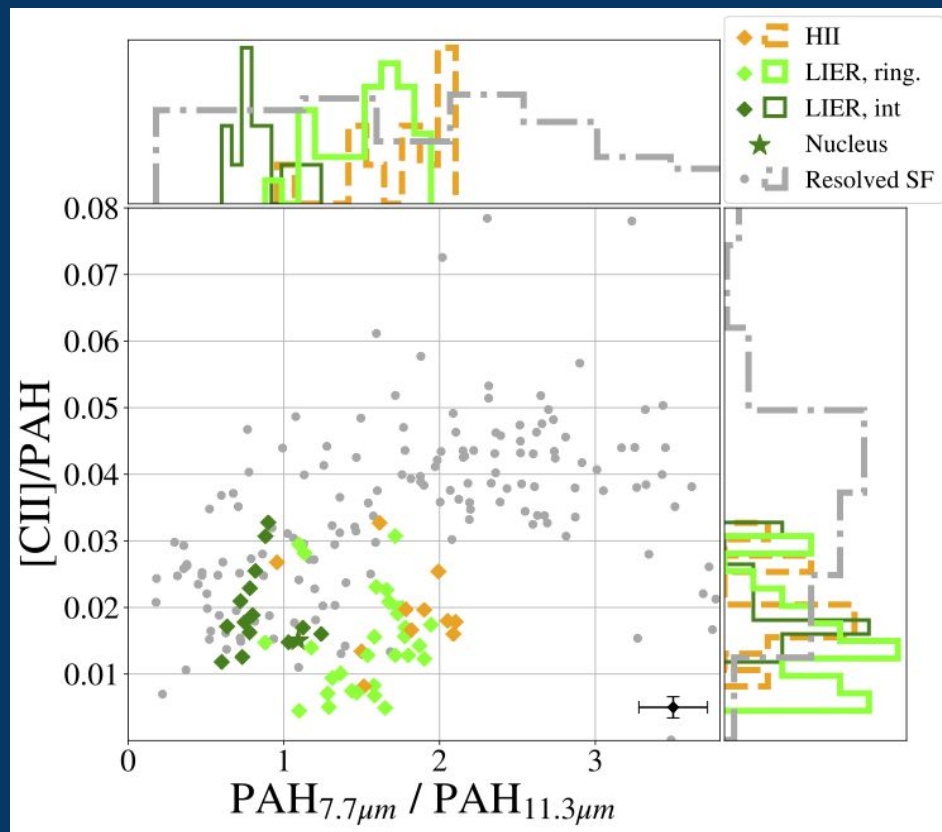 HII
LIER, ring.
LIER, int
Nucleus
Resolved SF
0.08
0.07
0.06
0.05
0.04
0.03
0.02
0.01
[CII]/PAH
0 1 2 3
PAH7.7μm / PAH11.3μm